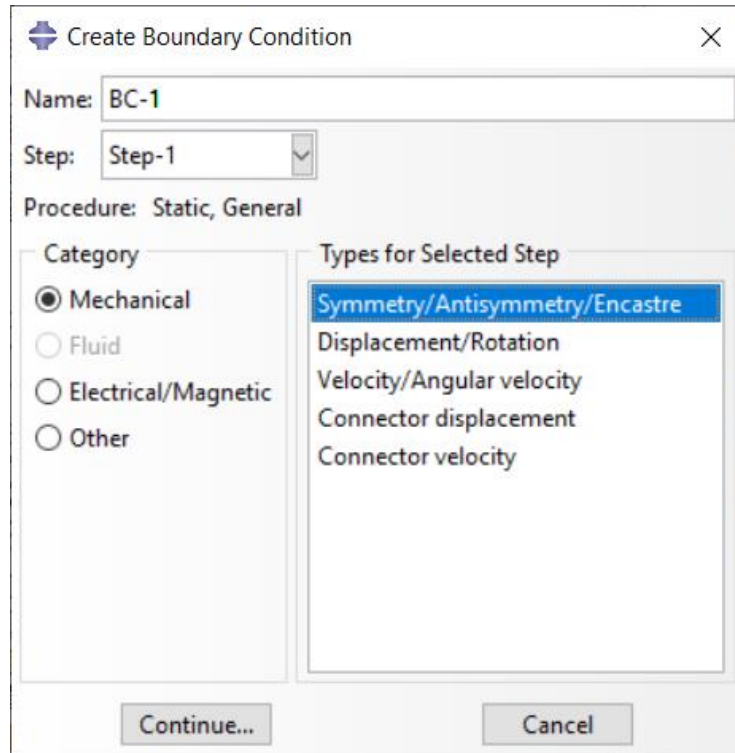 Create Boundary Condition
Name: BC-1
Step: Step-1
Procedure: Static, General
Category
Mechanical
Fluid
Electrical/Magnetic
Other
Types for Selected Step
Symmetry/Antisymmetry/Encastre
Displacement/Rotation
Velocity/Angular velocity
Connector displacement
Connector velocity
Continue...
Cancel